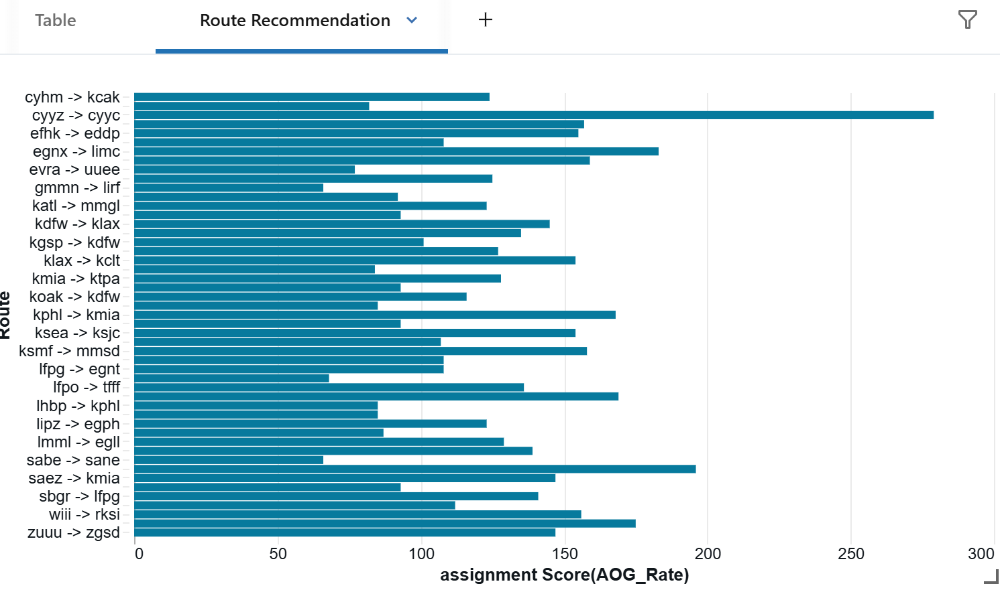 Table
Route Recommendation
+
cyhm -> kcak
cyyz -> cyyc
efhk -> eddp
egnx -> limc
evra -> uuee
gmmn -> lirf
katl -> mmgl
kdfw -> klax
kgsp -> kdfw
klax -> kclt
kmia -> ktpa
koak -> kdfw
kphl -> kmia
ksea -> ksjc
ksmf -> mmsd
lfpg -> egnt
lfpo -> tfff
lhbp -> kphl
lipz -> egph
lmml -> egll
sabe -> sane
saez -> kmia
sbgr -> lfpg
wiii -> rksi
zuuu -> zgsd
Route
0 50 100 150 200 250 300
assignment Score(AOG_Rate)